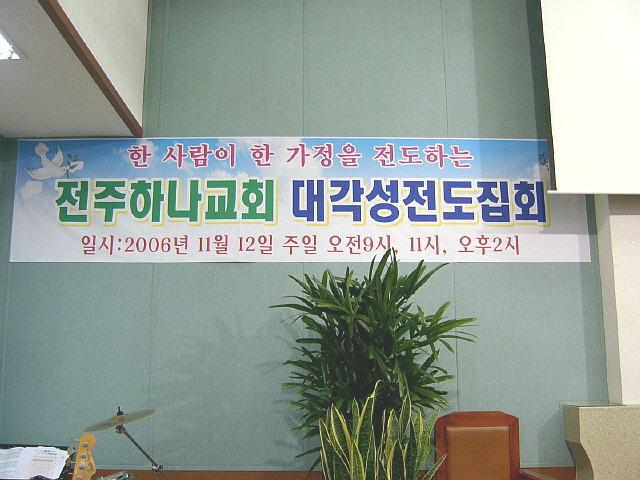 한 사람이 한 가정을 전도하는
전주하나교회 대각성전도집회
일시:2006년 11월 12일 주일 오전9시, 11시, 오후2시